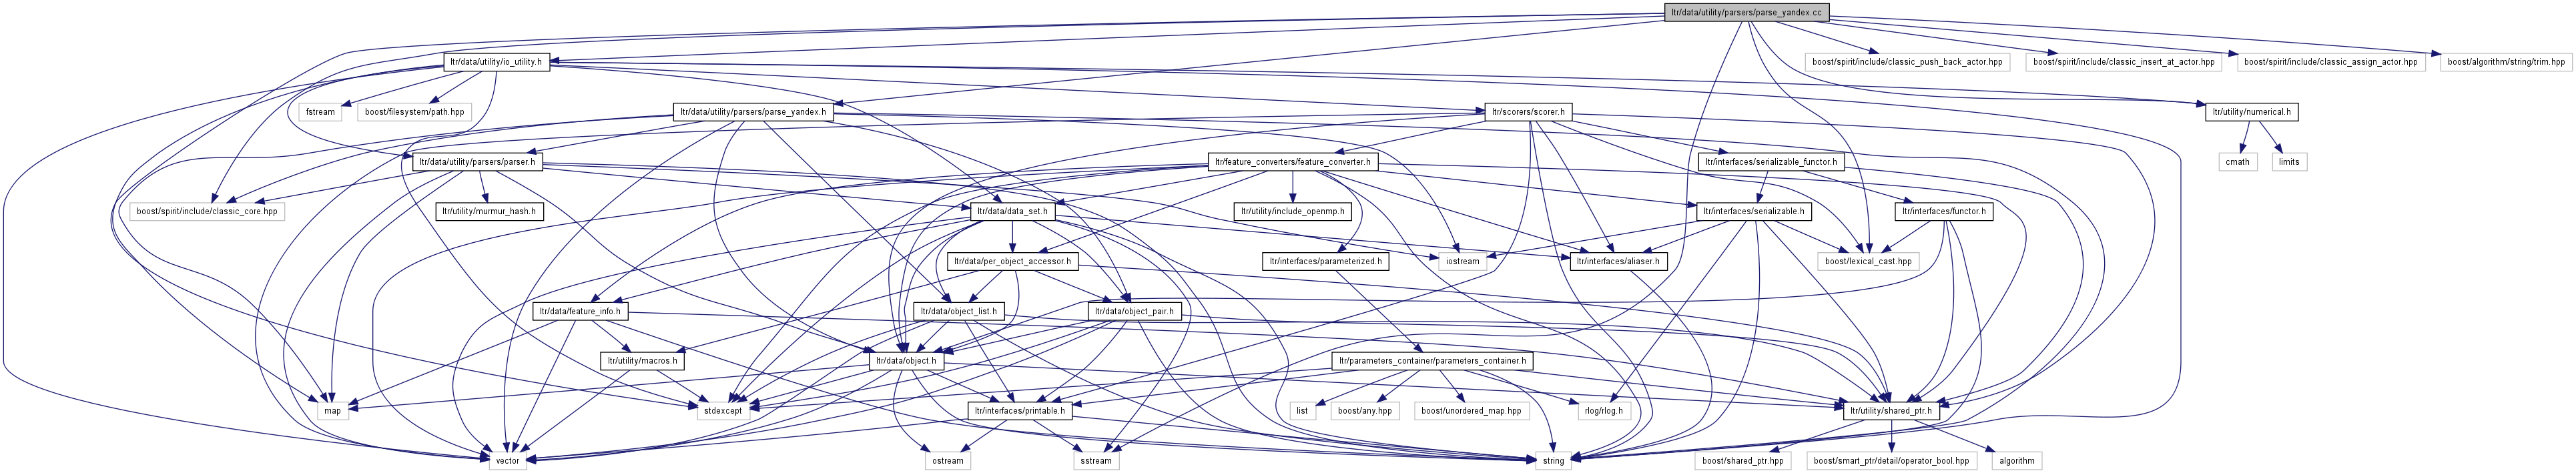 ltr/data/utility/parsers/parse_yandex.cc
ltr/data/utility/io_utility.h
boost/spirit/include/classic_push_back_actor.hpp
boost/spirit/include/classic_insert_at_actor.hpp
boost/spirit/include/classic_assign_actor.hpp
boost/algorithm/string/trim.hpp
fstream
boost/filesystem/path.hpp
ltr/data/utility/parsers/parse_yandex.h
ltr/scorers/scorer.h
ltr/utility/numerical.h
ltr/data/utility/parsers/parser.h
ltr/feature_converters/feature_converter.h
ltr/interfaces/serializable_functor.h
cmath
limits
boost/spirit/include/classic_core.hpp
ltr/utility/murmur_hash.h
ltr/data/data_set.h
ltr/utility/include_openmp.h
ltr/interfaces/serializable.h
ltr/interfaces/functor.h
ltr/data/per_object_accessor.h
ltr/interfaces/parameterized.h
iostream
ltr/interfaces/aliaser.h
boost/lexical_cast.hpp
ltr/data/feature_info.h
ltr/data/object_list.h
ltr/data/object_pair.h
ltr/utility/macros.h
ltr/data/object.h
ltr/parameters_container/parameters_container.h
map
stdexcept
ltr/interfaces/printable.h
list
boost/any.hpp
boost/unordered_map.hpp
rlog/rlog.h
ltr/utility/shared_ptr.h
vector
ostream
sstream
string
boost/shared_ptr.hpp
boost/smart_ptr/detail/operator_bool.hpp
algorithm